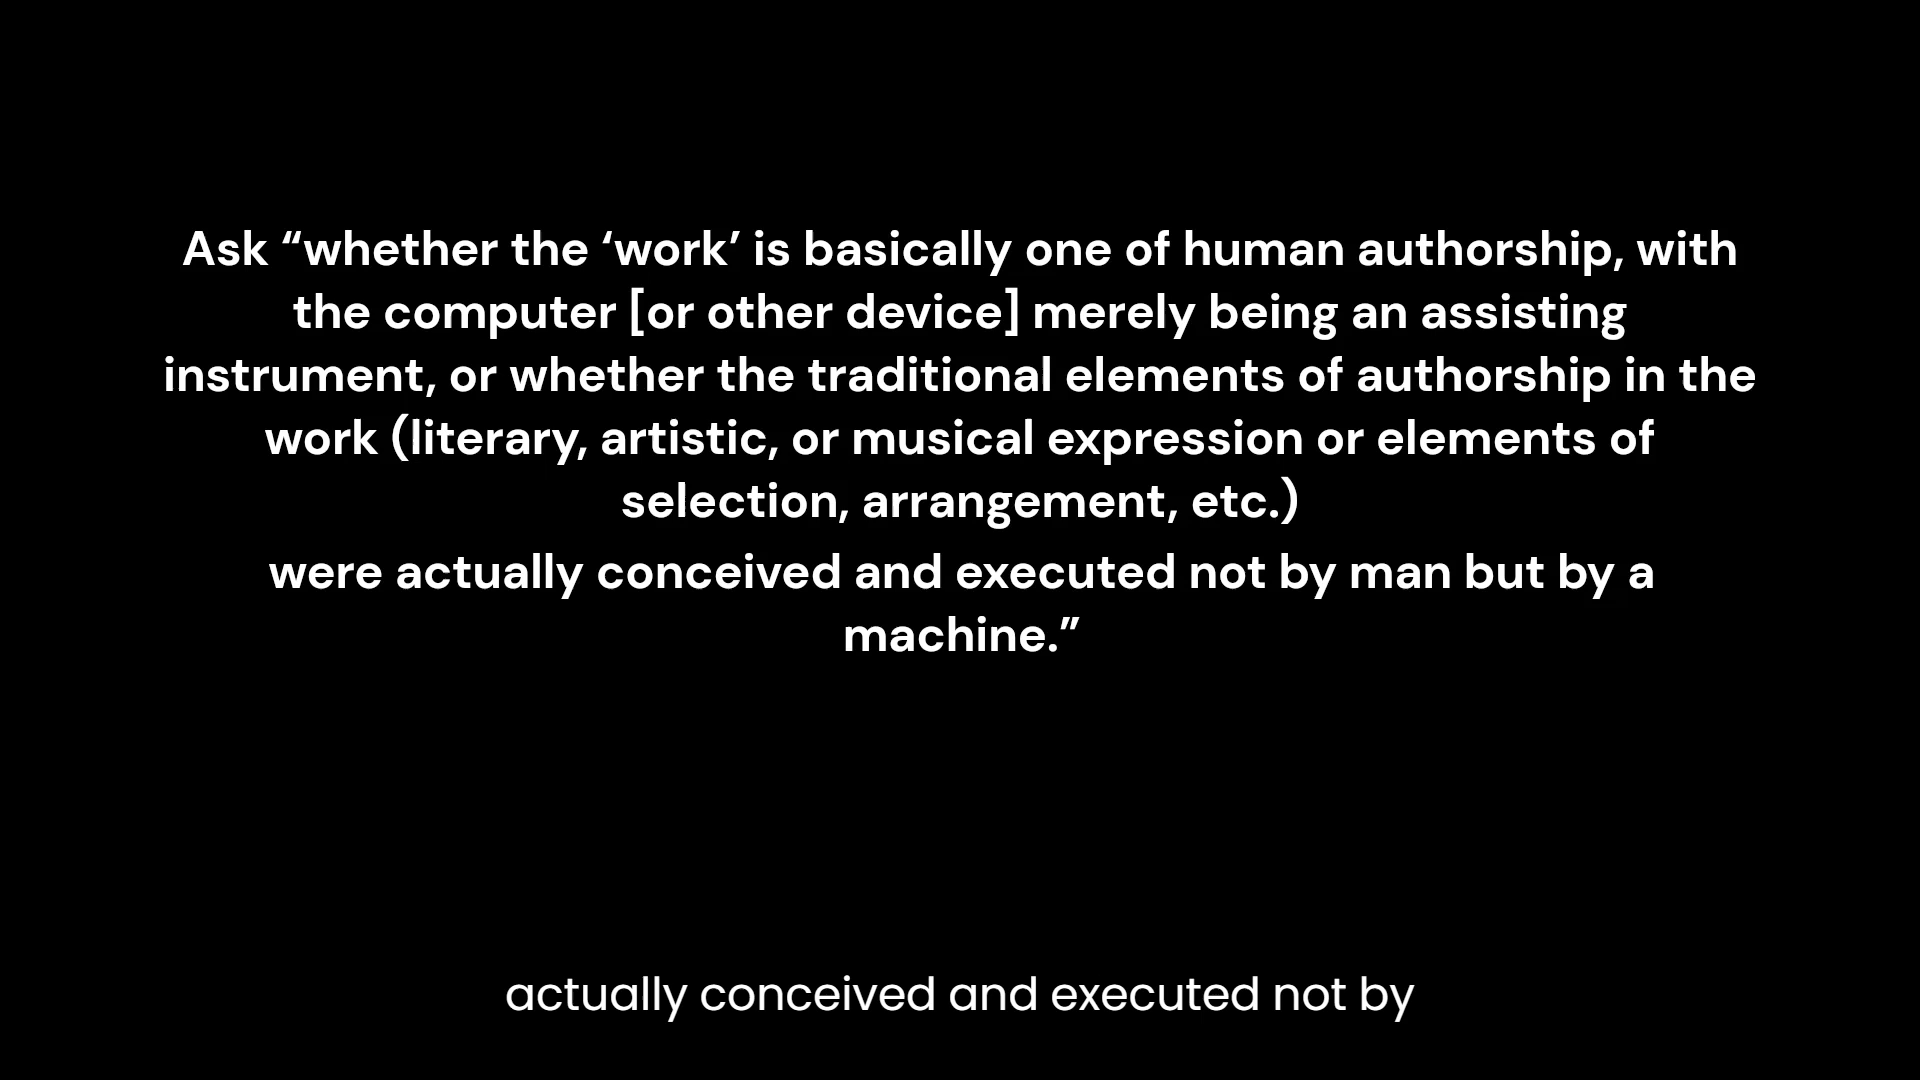 Ask “whether the ‘work’ is basically one of human authorship, with
the computer [or other device] merely being an assisting
instrument, or whether the traditional elements of authorship in the
work (literary, artistic, or musical expression or elements of
selection, arrangement, etc.)
were actually conceived and executed not by man but by a
machine.”
actually conceived and executed not by